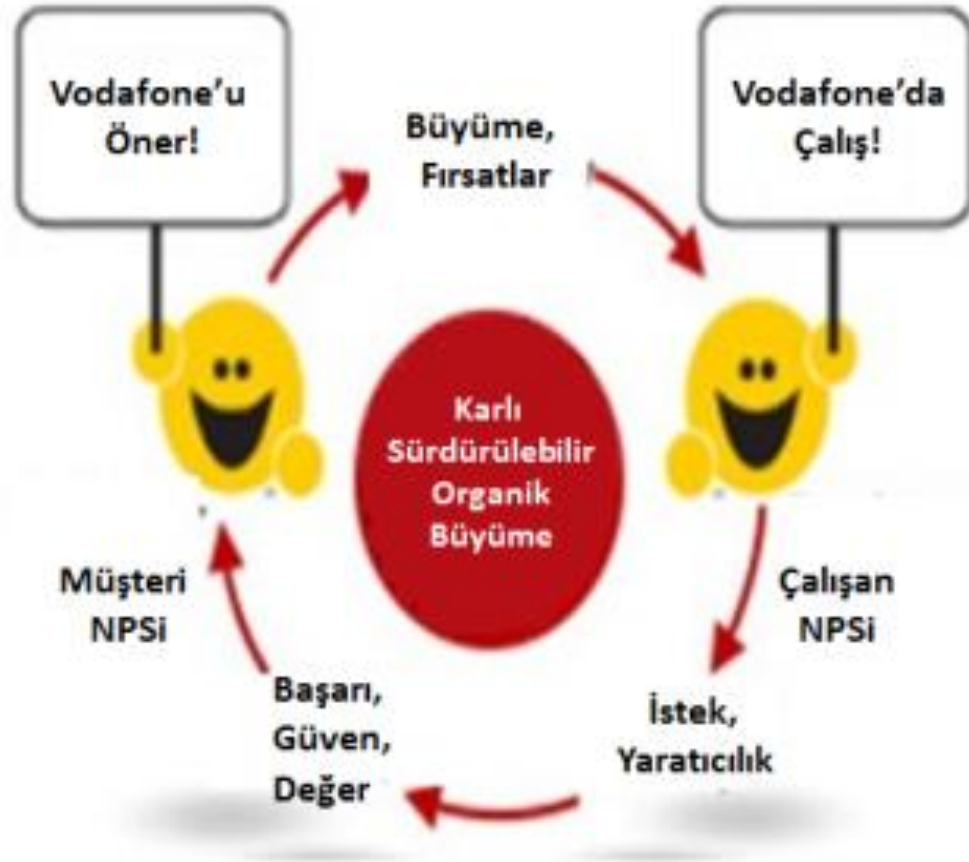 Vodafone'u
Öner!
Büyüme,
Fırsatlar
Vodafone'da
Çalış!
Karlı
Sürdürülebilir
Organik
Büyüme
Müşteri
NPSi
Çalışan
NPSi
Başarı,
Güven,
Değer
İstek,
Yaratıcılık